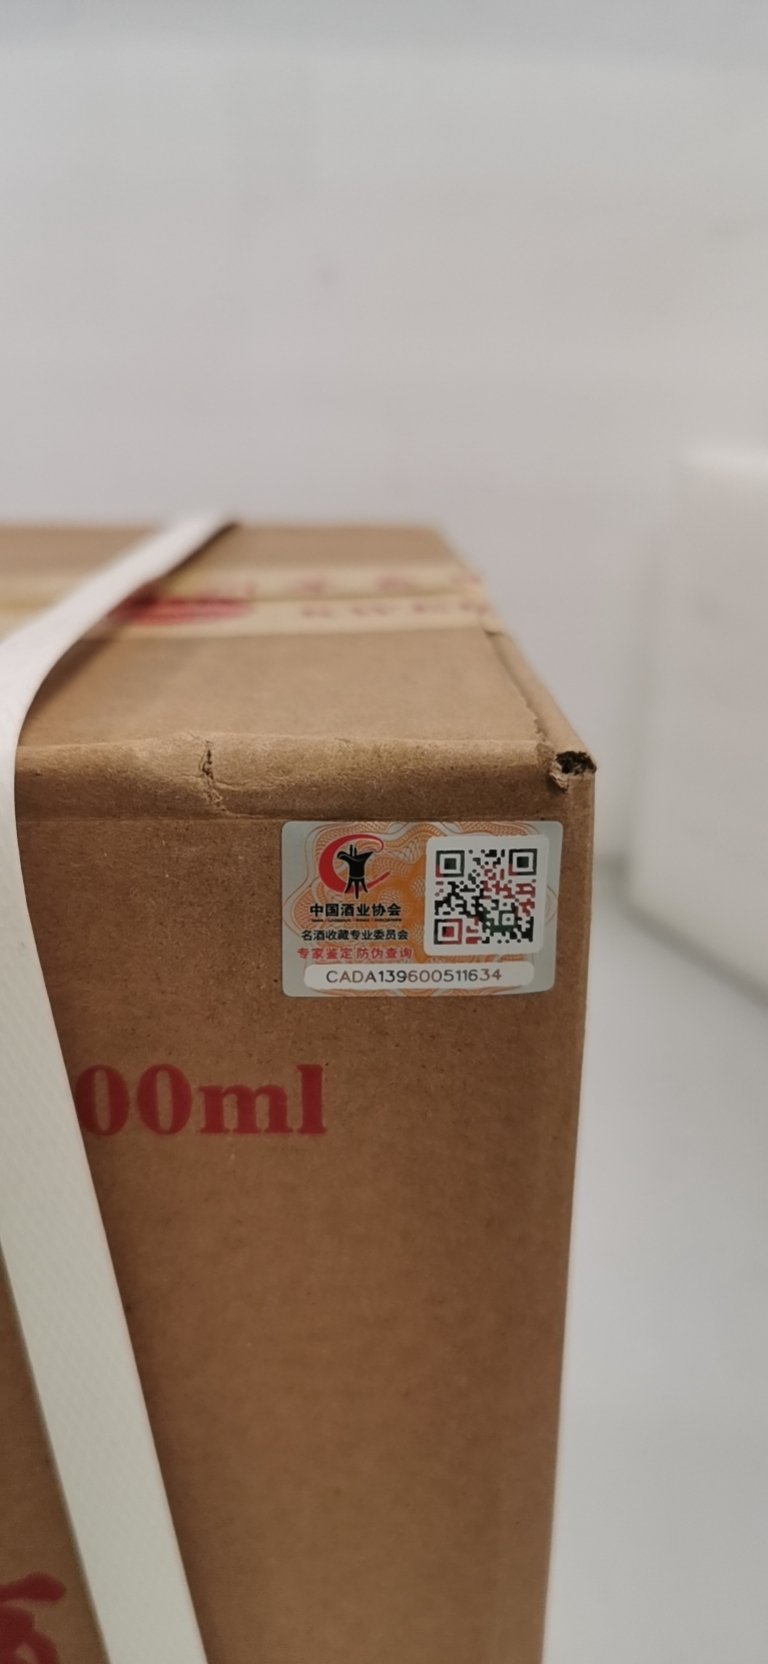 中国酒业协会
名酒收藏专业委员会
专家鉴定 防伪查询
CADA139600511634
00ml